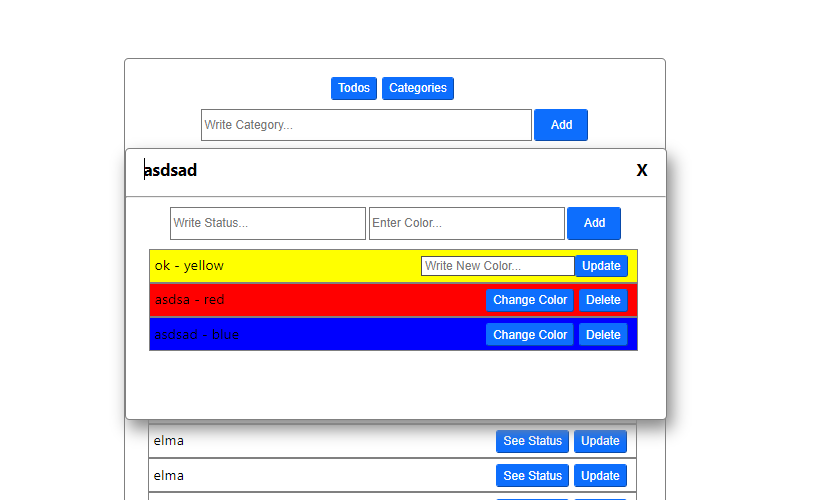 Todos Categories
Write Category... Add
asdsad X
Write Status... Enter Color... Add
ok - yellow Write New Color... Update
asdsa - red Change Color Delete
asdsad - blue Change Color Delete
elma See Status Update
elma See Status Update